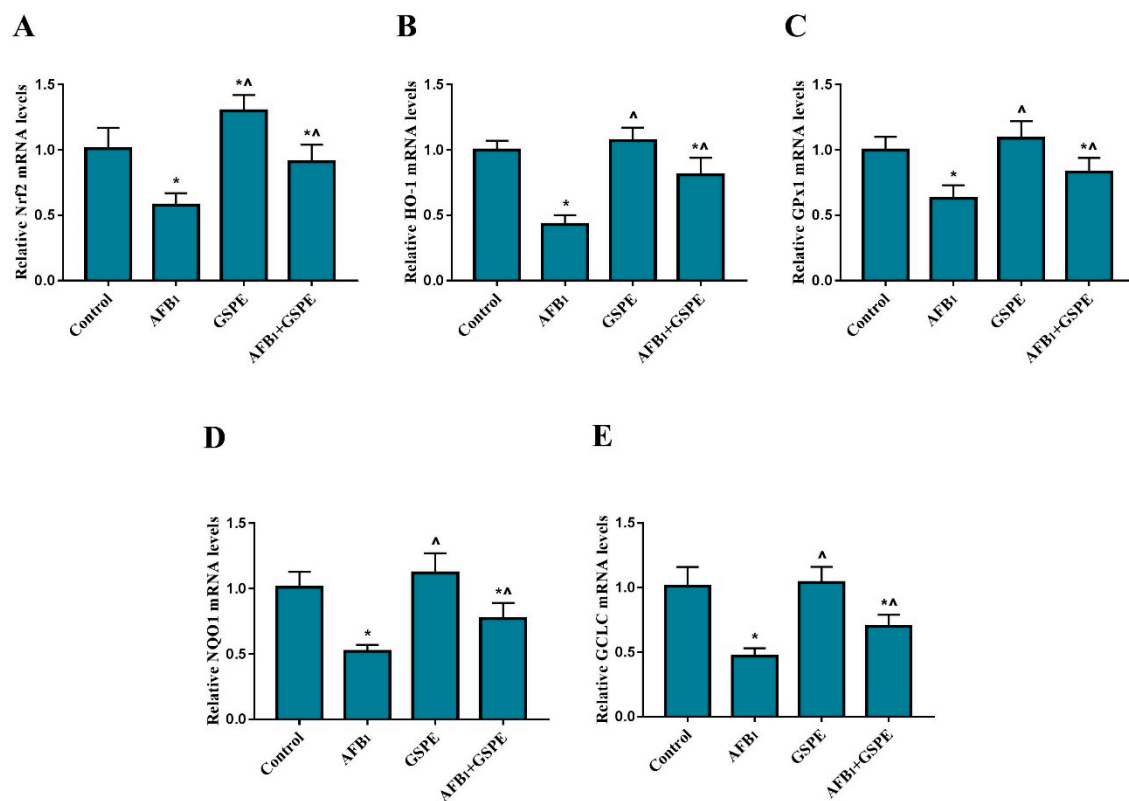 A
Relative Nrf2 mRNA levels
1.5
1.0
0.5
0.0
*^
*
*^
Control
AFB₁
GSPE
AFB₁+GSPE
B
Relative HO-1 mRNA levels
1.5
1.0
0.5
0.0
^
*^
*
Control
AFB₁
GSPE
AFB₁+GSPE
C
Relative GPx1 mRNA levels
1.5
1.0
0.5
0.0
^
*^
*
Control
AFB₁
GSPE
AFB₁+GSPE
D
Relative NQO1 mRNA levels
1.5
1.0
0.5
0.0
^
*^
*
Control
AFB₁
GSPE
AFB₁+GSPE
E
Relative GCLC mRNA levels
1.5
1.0
0.5
0.0
^
*^
*
Control
AFB₁
GSPE
AFB₁+GSPE